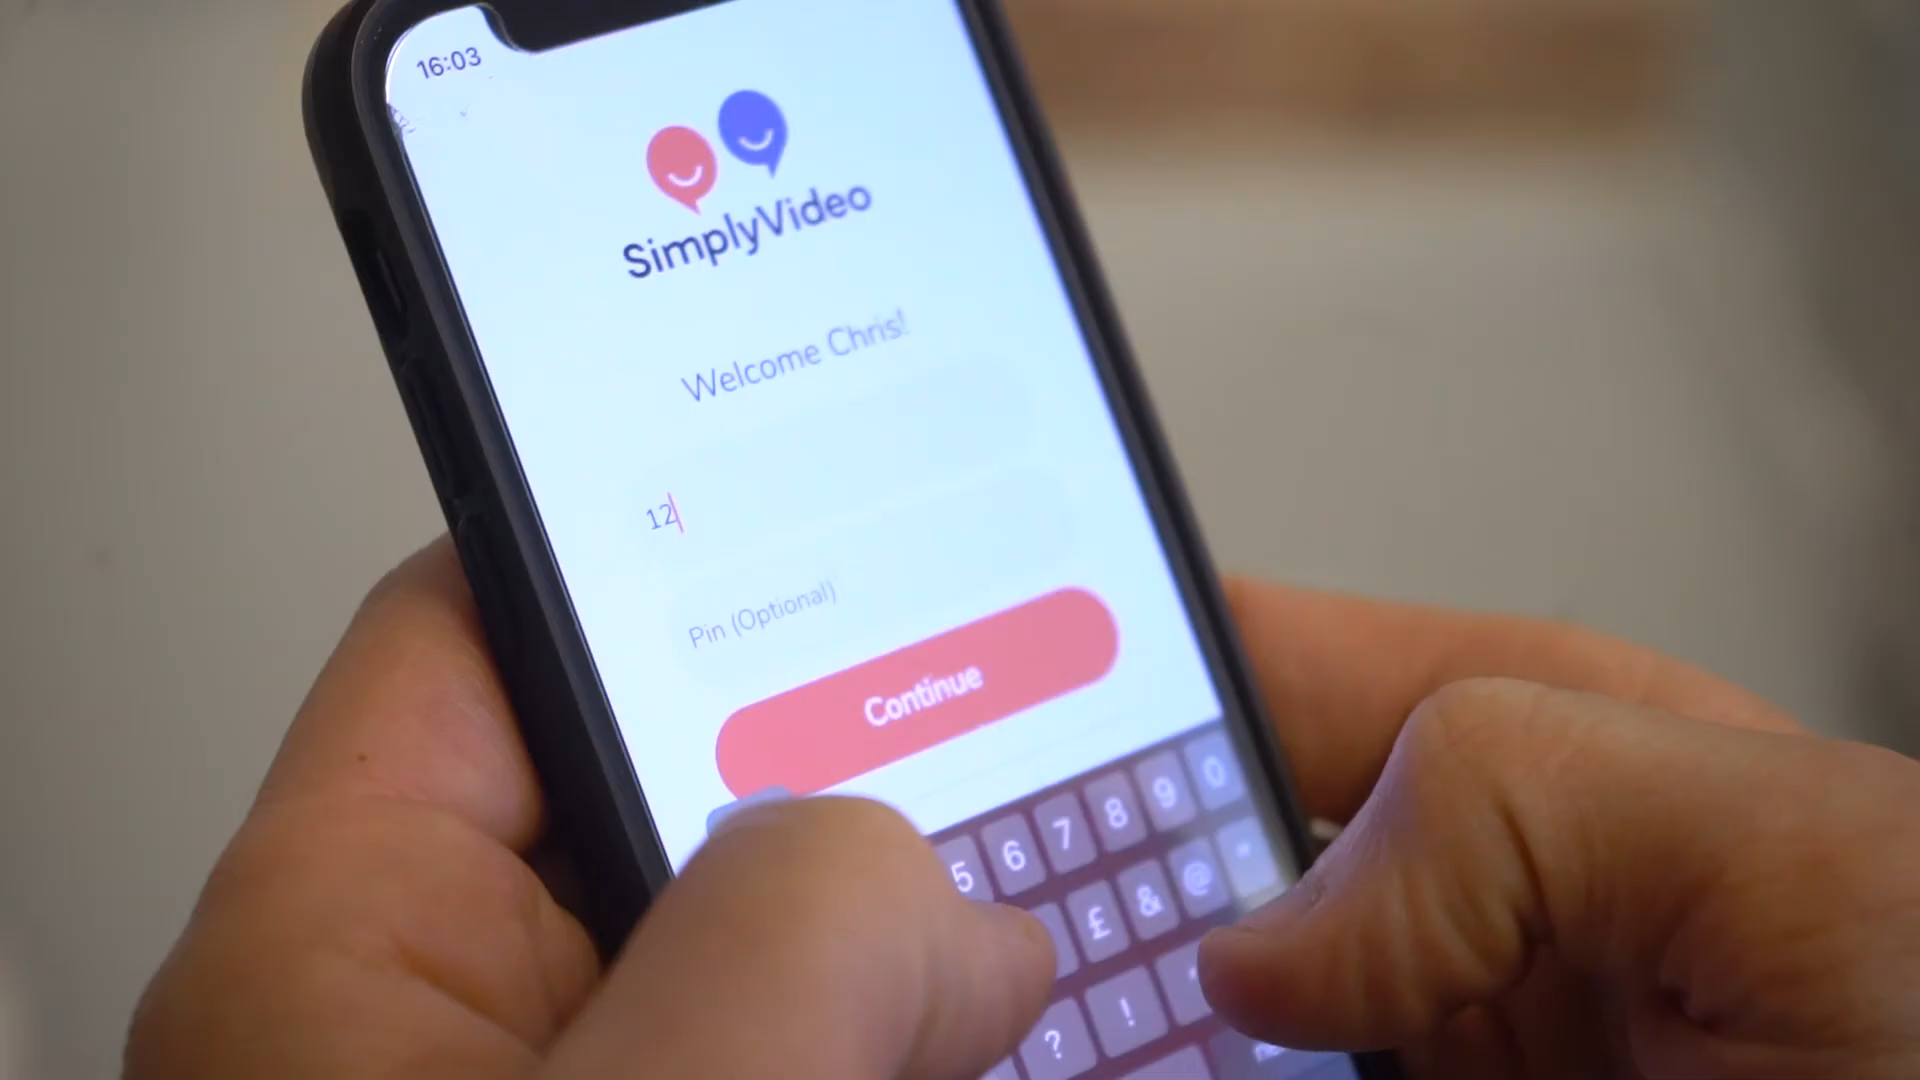 16:03
SimplyVideo
Welcome Chris!
12
Pin (Optional)
Continue
5 6 7 8 9 0
£ & @ "
? !